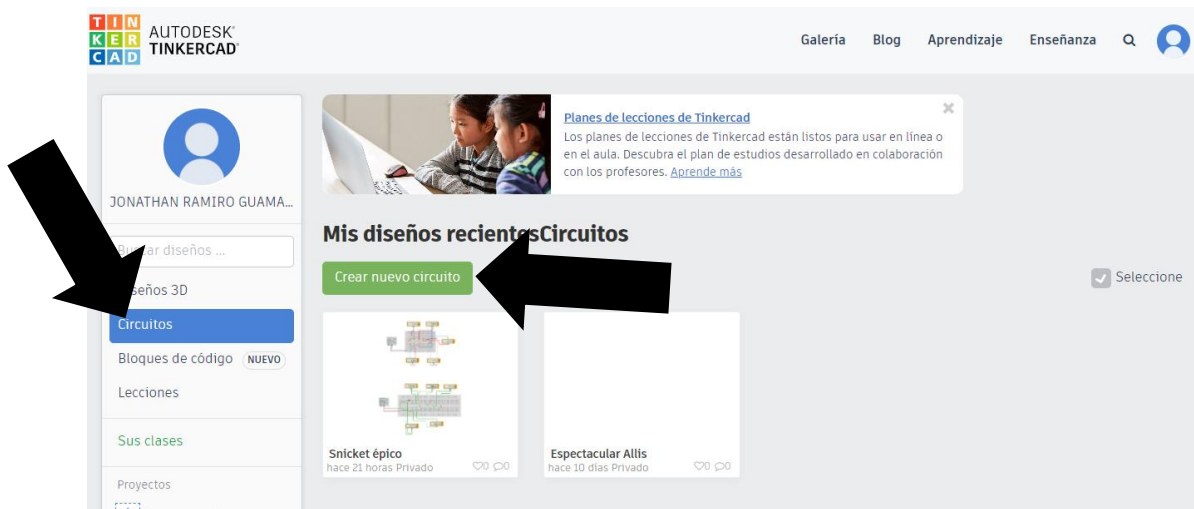 TINKERCAD
AUTODESK®
TINKERCAD®
Galería
Blog
Aprendizaje
Enseñanza
JONATHAN RAMIRO GUAMA...
diseños ...
3D
Circuitos
Bloques de código NUEVO
Lecciones
Sus clases
Proyectos
Planes de lecciones de Tinkercad
Los planes de lecciones de Tinkercad están listos para usar en línea o
en el aula. Descubra el plan de estudios desarrollado en colaboración
con los profesores. Aprende más
Mis diseños recientesCircuitos
Crear nuevo circuito
Seleccione
Snicket épico
hace 21 horas Privado
0 0
Espectacular Allis
hace 10 días Privado
0 0